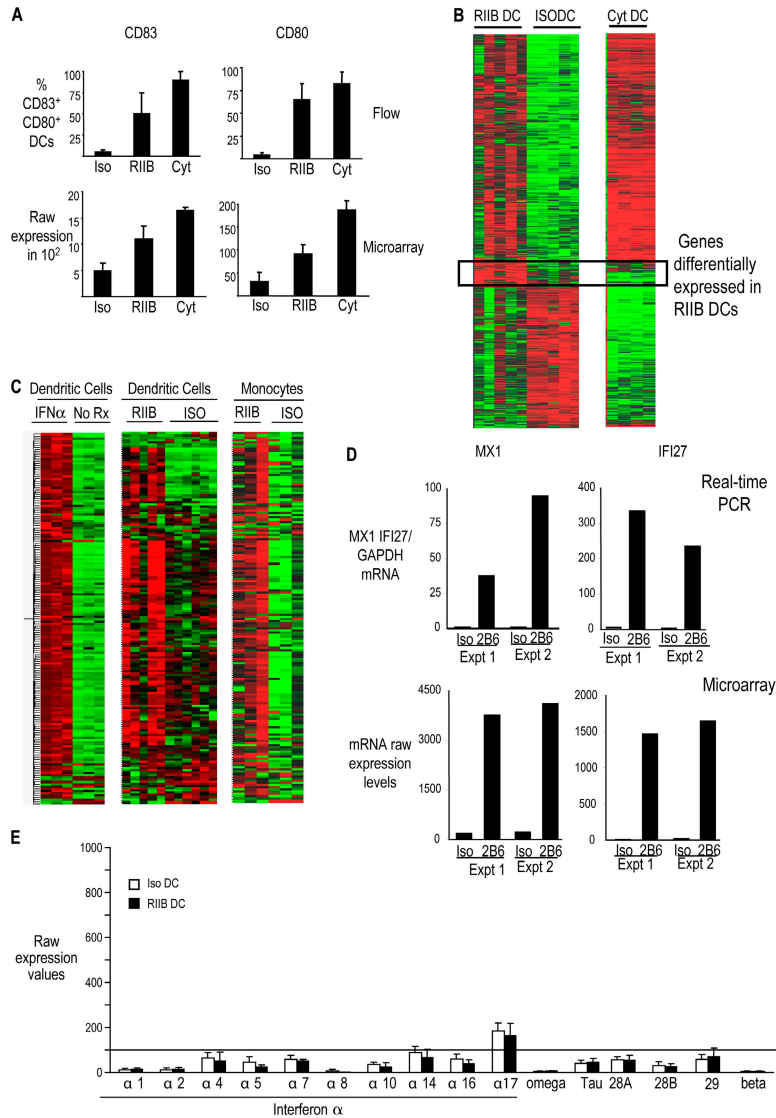 A
CD83
CD80
%
CD83+
CD80+
DCs
100
75
50
25
Iso
RIIB
Cyt
100
75
50
25
Iso
RIIB
Cyt
Flow
Raw
expression
in 10²
20
15
10
5
Iso
RIIB
Cyt
200
150
100
50
Iso
RIIB
Cyt
Microarray
B
RIIB DC
ISODC
Cyt DC
Genes
differentially
expressed in
RIIB DCs
C
Dendritic Cells
IFNα
No Rx
Dendritic Cells
RIIB
ISO
Monocytes
RIIB
ISO
D
MX1
IFI27
MX1 IFI27/
GAPDH
mRNA
100
75
50
25
0
Iso 2B6
Expt 1
Iso 2B6
Expt 2
400
300
200
100
0
Iso 2B6
Expt 1
Iso 2B6
Expt 2
Real-time
PCR
mRNA raw
expression
levels
4500
3000
1500
0
Iso 2B6
Expt 1
Iso 2B6
Expt 2
2000
1500
1000
500
0
Iso 2B6
Expt 1
Iso 2B6
Expt 2
Microarray
E
Raw
expression
values
1000
800
600
400
200
0
Iso DC
RIIB DC
α 1
α 2
α 4
α 5
α 7
α 8
α 10
α 14
α 16
α17
omega
Tau
28A
28B
29
beta
Interferon α